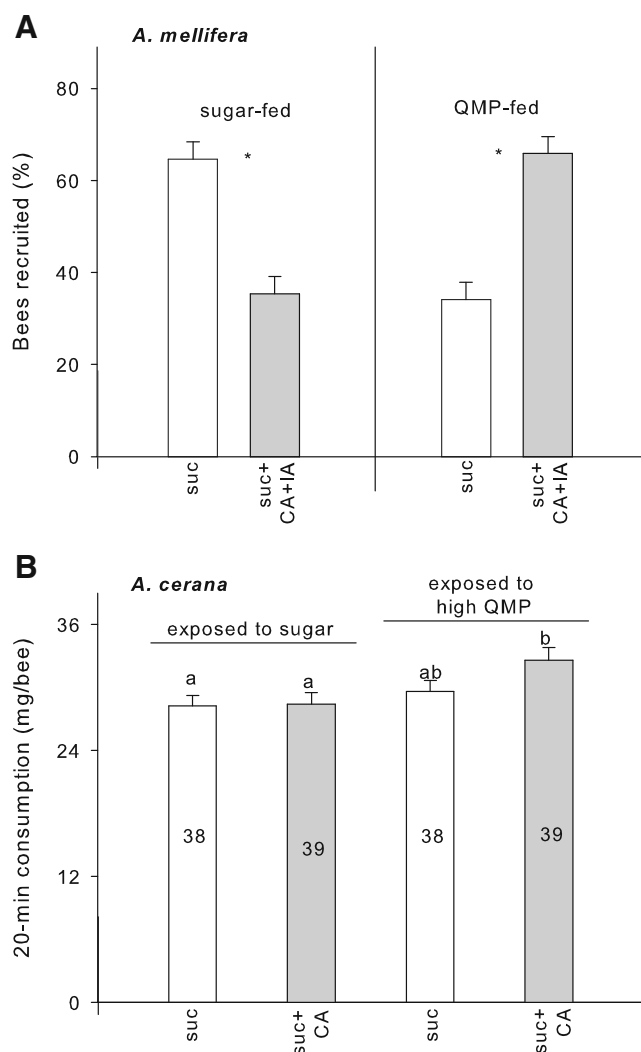 A
A. mellifera
80
60
40
20
0
Bees recruited (%)
sugar-fed
QMP-fed
*
*
suc
suc+
CA+IA
suc
suc+
CA+IA
B
A. cerana
36
24
12
0
20-min consumption (mg/bee)
exposed to sugar
exposed to
high QMP
a
a
ab
b
38
39
38
39
suc
suc+
CA
suc
suc+
CA